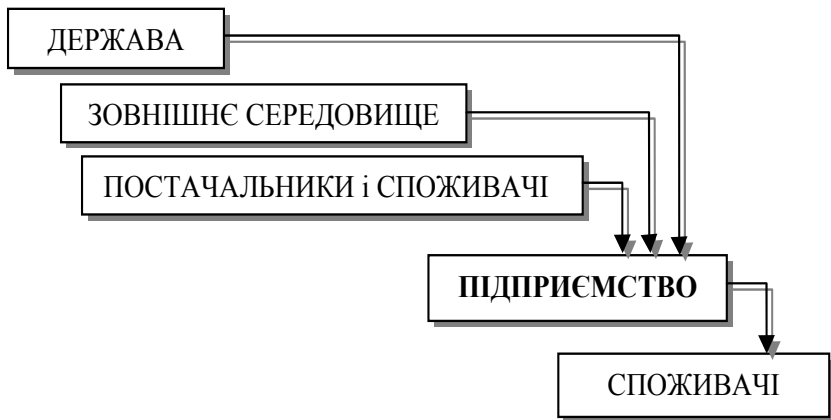 ДЕРЖАВА
ЗОВНІШНЄ СЕРЕДОВИЩЕ
ПОСТАЧАЛЬНИКИ і СПОЖИВАЧІ
ПІДПРИЄМСТВО
СПОЖИВАЧІ